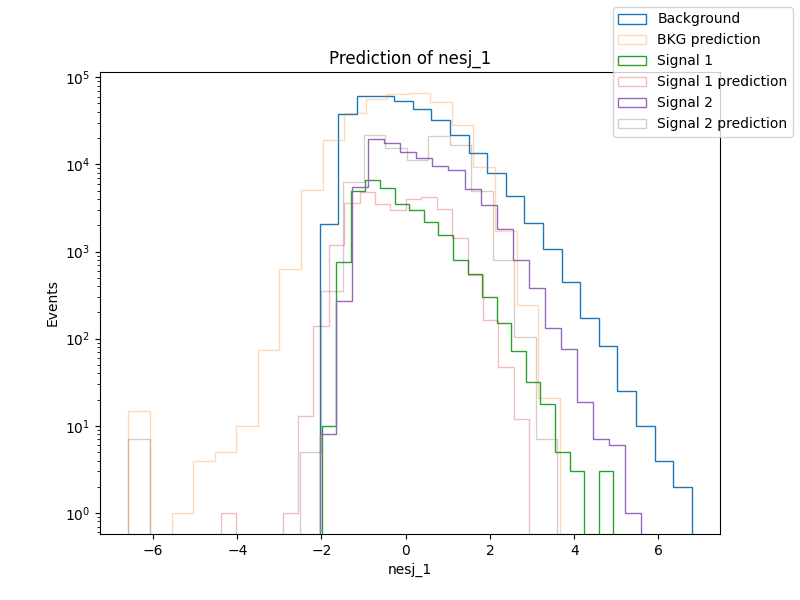 Prediction of nesj_1
Background
BKG prediction
Signal 1
Signal 1 prediction
Signal 2
Signal 2 prediction
Events
10^5
10^4
10^3
10^2
10^1
10^0
−6 −4 −2 0 2 4 6
nesj_1